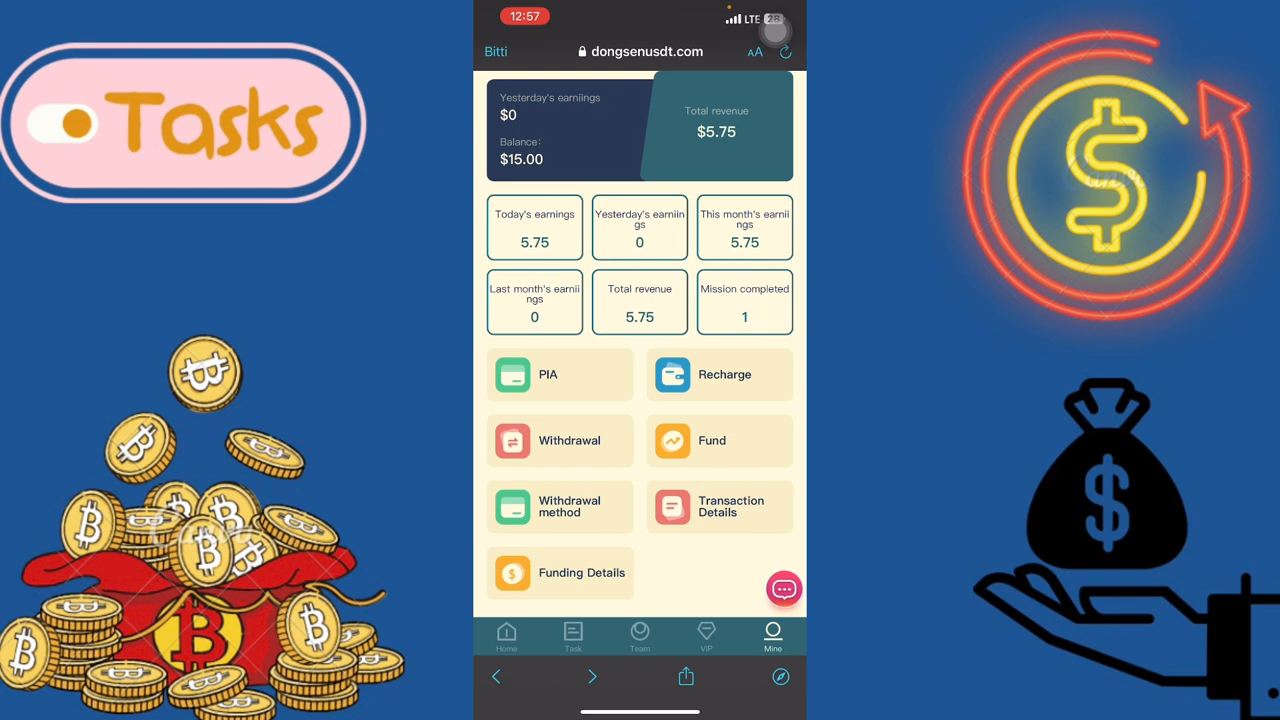 Tasks
12:57
LTE 28
Bitti
dongsenusdt.com
AA
Yesterday's earniings
$0
Balance:
$15.00
Total revenue
$5.75
Today's earnings
5.75
Yesterday's earniin
gs
0
This month's earnii
ngs
5.75
Last month's earnii
ngs
0
Total revenue
5.75
Mission completed
1
PIA
Recharge
Withdrawal
Fund
Withdrawal
method
Transaction
Details
Funding Details
Home
Task
Team
VIP
Mine